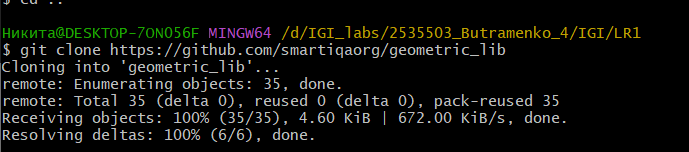 $ cd ..
Никита@DESKTOP-7ON056F MINGW64 /d/IGI_labs/2535503_Butramenko_4/IGI/LR1
$ git clone https://github.com/smartiqaorg/geometric_lib
Cloning into 'geometric_lib'...
remote: Enumerating objects: 35, done.
remote: Total 35 (delta 0), reused 0 (delta 0), pack-reused 35
Receiving objects: 100% (35/35), 4.60 KiB | 672.00 KiB/s, done.
Resolving deltas: 100% (6/6), done.